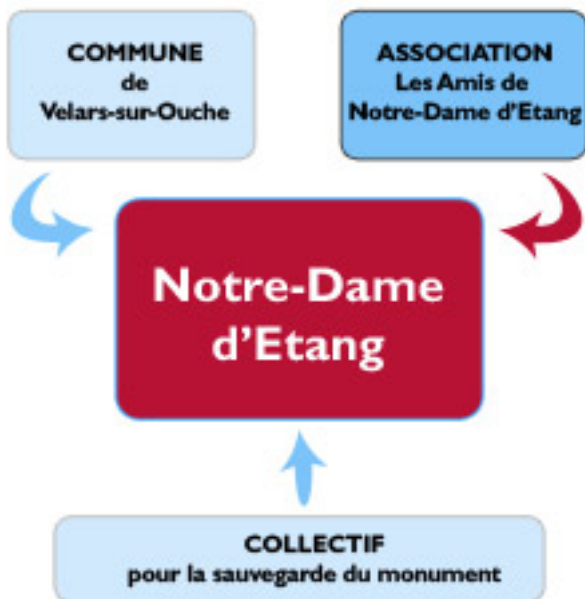 COMMUNE
de
Velars-sur-Ouche
ASSOCIATION
Les Amis de
Notre-Dame d'Etang
Notre-Dame
d'Etang
COLLECTIF
pour la sauvegarde du monument